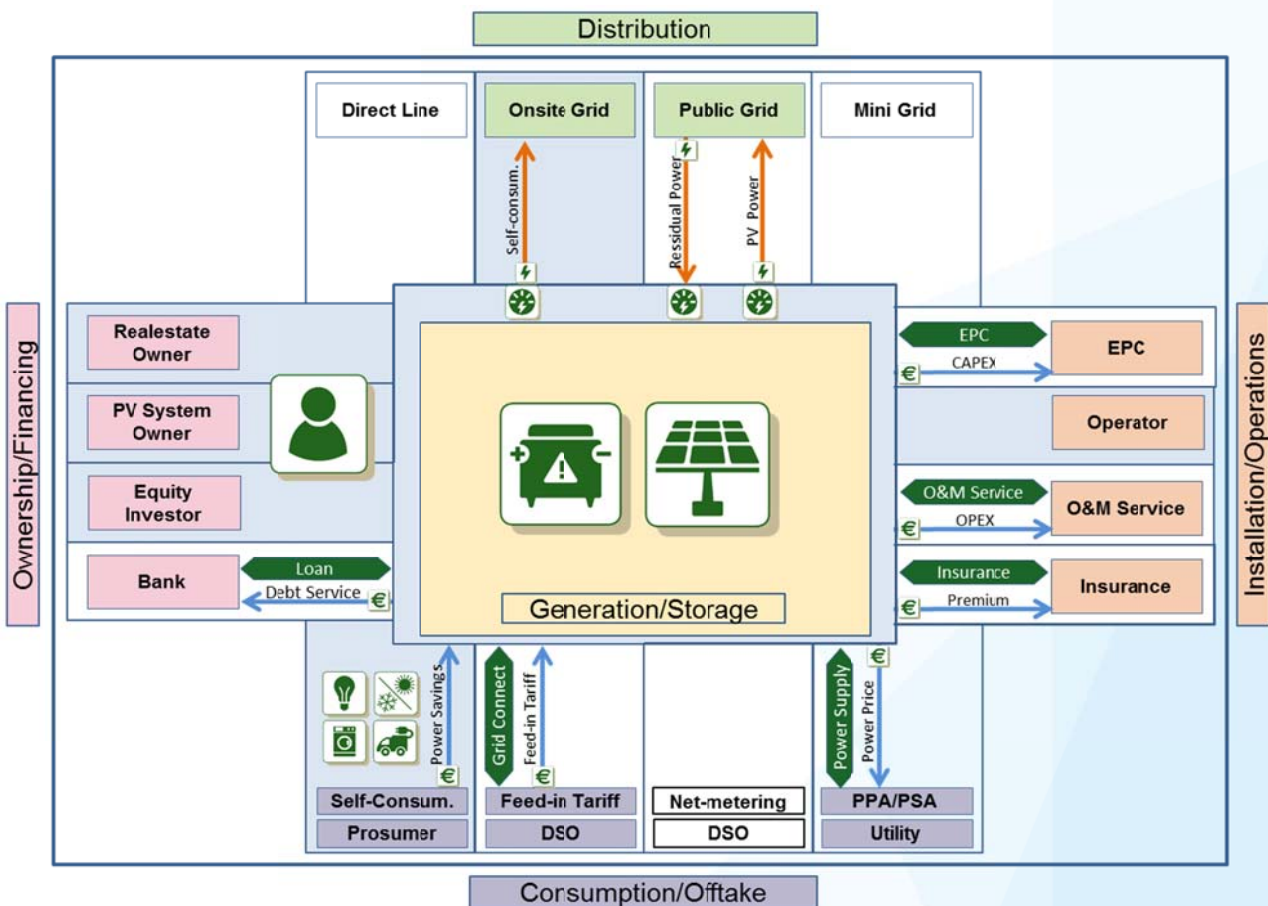 Distribution
Direct Line
Onsite Grid
Public Grid
Mini Grid
Self-consum.
Ressidual Power
PV Power
Ownership/Financing
Realestate
Owner
PV System
Owner
Equity
Investor
Bank
Loan
Debt Service
€
Generation/Storage
EPC
CAPEX
€
EPC
Operator
O&M Service
OPEX
€
O&M Service
Insurance
Premium
€
Insurance
Installation/Operations
Power Savings
€
Grid Connect
Feed-in Tariff
€
Power Supply
Power Price
€
Self-Consum.
Prosumer
Feed-in Tariff
DSO
Net-metering
DSO
PPA/PSA
Utility
Consumption/Offtake